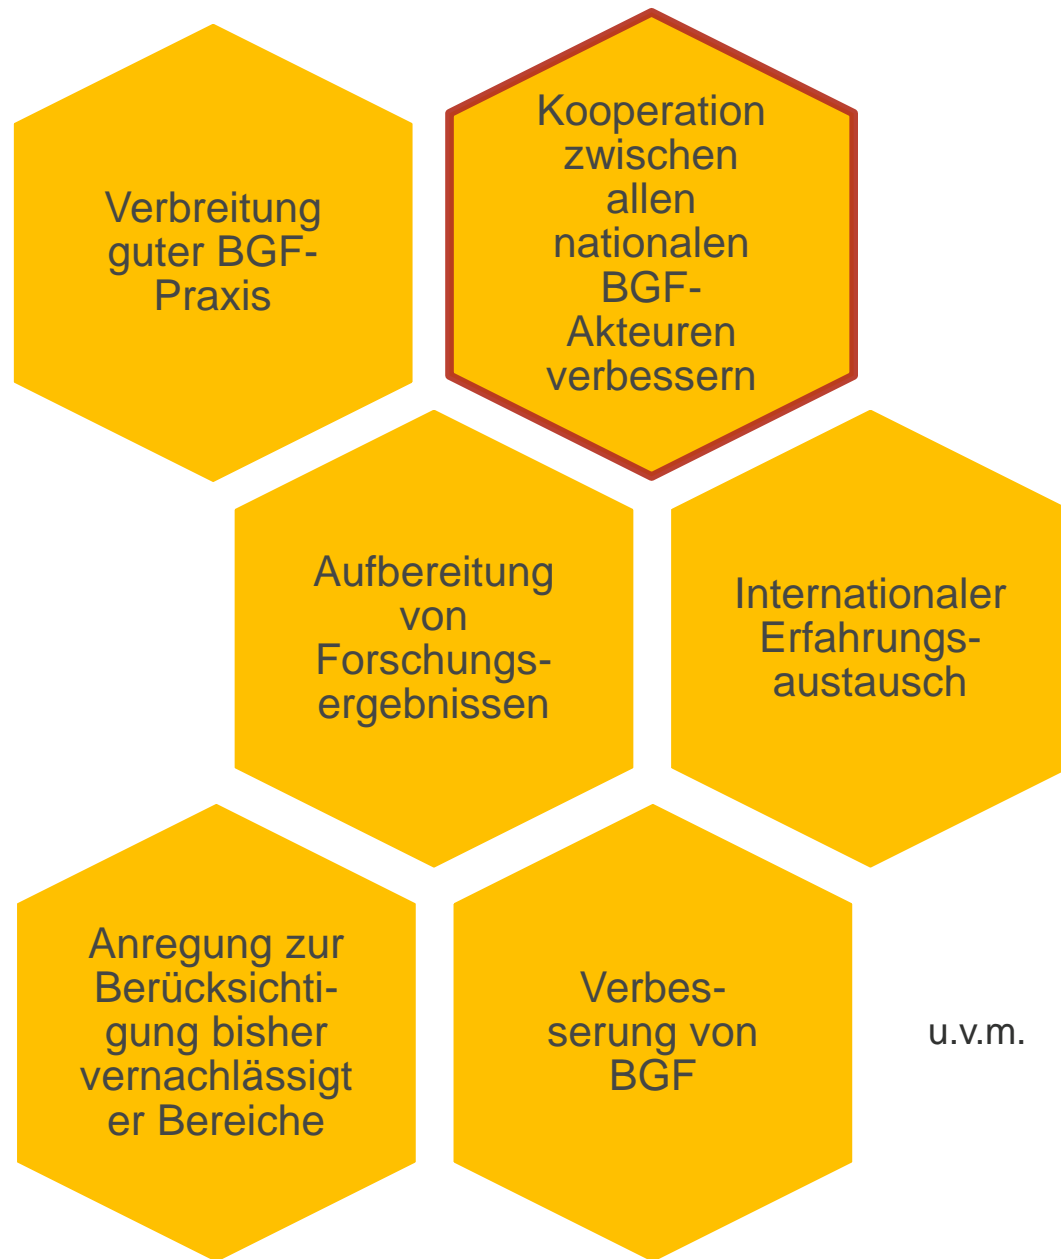 Verbreitung
guter BGF-
Praxis
Kooperation
zwischen
allen
nationalen
BGF-
Akteuren
verbessern
Aufbereitung
von
Forschungs-
ergebnissen
Internationaler
Erfahrungs-
austausch
Anregung zur
Berücksichti-
gung bisher
vernachlässigt
er Bereiche
Verbes-
serung von
BGF
u.v.m.